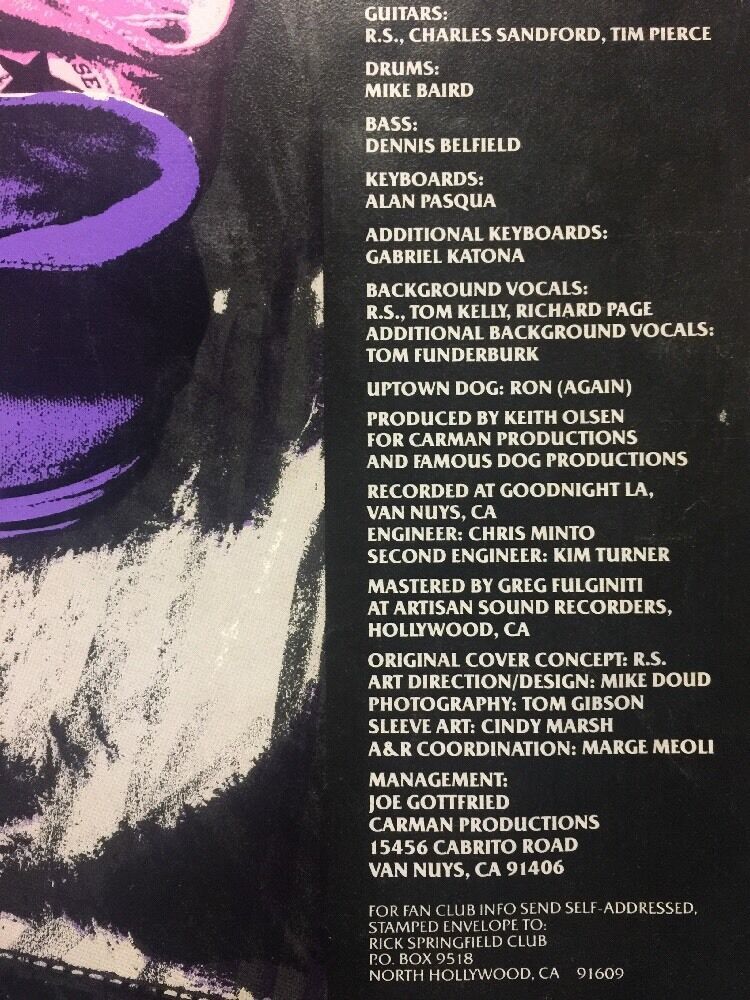 SE
GUITARS:
R.S., CHARLES SANDFORD, TIM PIERCE
DRUMS:
MIKE BAIRD
BASS:
DENNIS BELFIELD
KEYBOARDS:
ALAN PASQUA
ADDITIONAL KEYBOARDS:
GABRIEL KATONA
BACKGROUND VOCALS:
R.S., TOM KELLY, RICHARD PAGE
ADDITIONAL BACKGROUND VOCALS:
TOM FUNDERBURK
UPTOWN DOG: RON (AGAIN)
PRODUCED BY KEITH OLSEN
FOR CARMAN PRODUCTIONS
AND FAMOUS DOG PRODUCTIONS
RECORDED AT GOODNIGHT LA,
VAN NUYS, CA
ENGINEER: CHRIS MINTO
SECOND ENGINEER: KIM TURNER
MASTERED BY GREG FULGINITI
AT ARTISAN SOUND RECORDERS,
HOLLYWOOD, CA
ORIGINAL COVER CONCEPT: R.S.
ART DIRECTION/DESIGN: MIKE DOUD
PHOTOGRAPHY: TOM GIBSON
SLEEVE ART: CINDY MARSH
A&R COORDINATION: MARGE MEOLI
MANAGEMENT:
JOE GOTTFRIED
CARMAN PRODUCTIONS
15456 CABRITO ROAD
VAN NUYS, CA 91406
FOR FAN CLUB INFO SEND SELF-ADDRESSED,
STAMPED ENVELOPE TO:
RICK SPRINGFIELD CLUB
P.O. BOX 9518
NORTH HOLLYWOOD, CA 91609